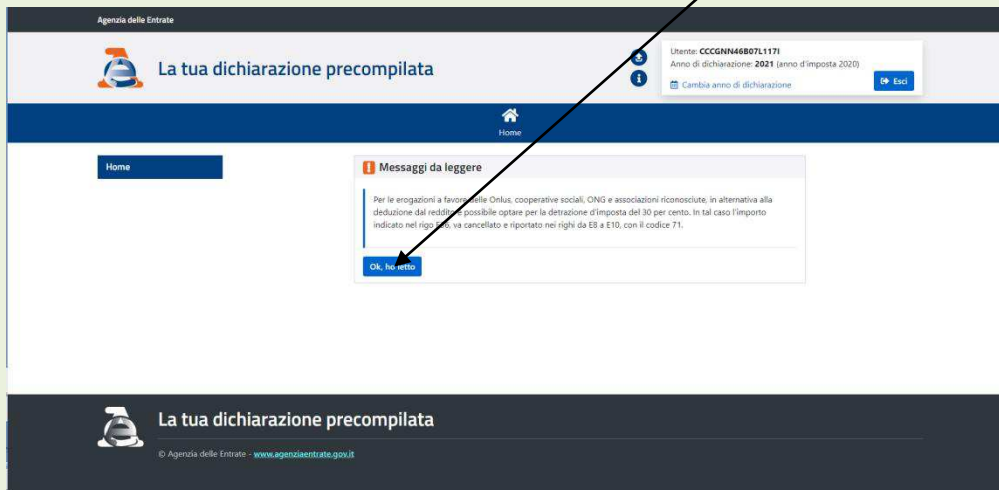 Agenzia delle Entrate
La tua dichiarazione precompilata
Utente: CCCGNN46B07L117I
Anno di dichiarazione: 2021 (anno d'imposta 2020)
Cambia anno di dichiarazione
Esci
Home
Home
Messaggi da leggere
Per le erogazioni a favore delle Onlus, cooperative sociali, ONG e associazioni riconosciute, in alternativa alla
deduzione dal reddito è possibile optare per la detrazione d'imposta del 30 per cento. In tal caso l'importo
indicato nel rigo E36, va cancellato e riportato nei righi da E8 a E10, con il codice 71.
Ok, ho letto
La tua dichiarazione precompilata
© Agenzia delle Entrate - www.agenziaentrate.gov.it